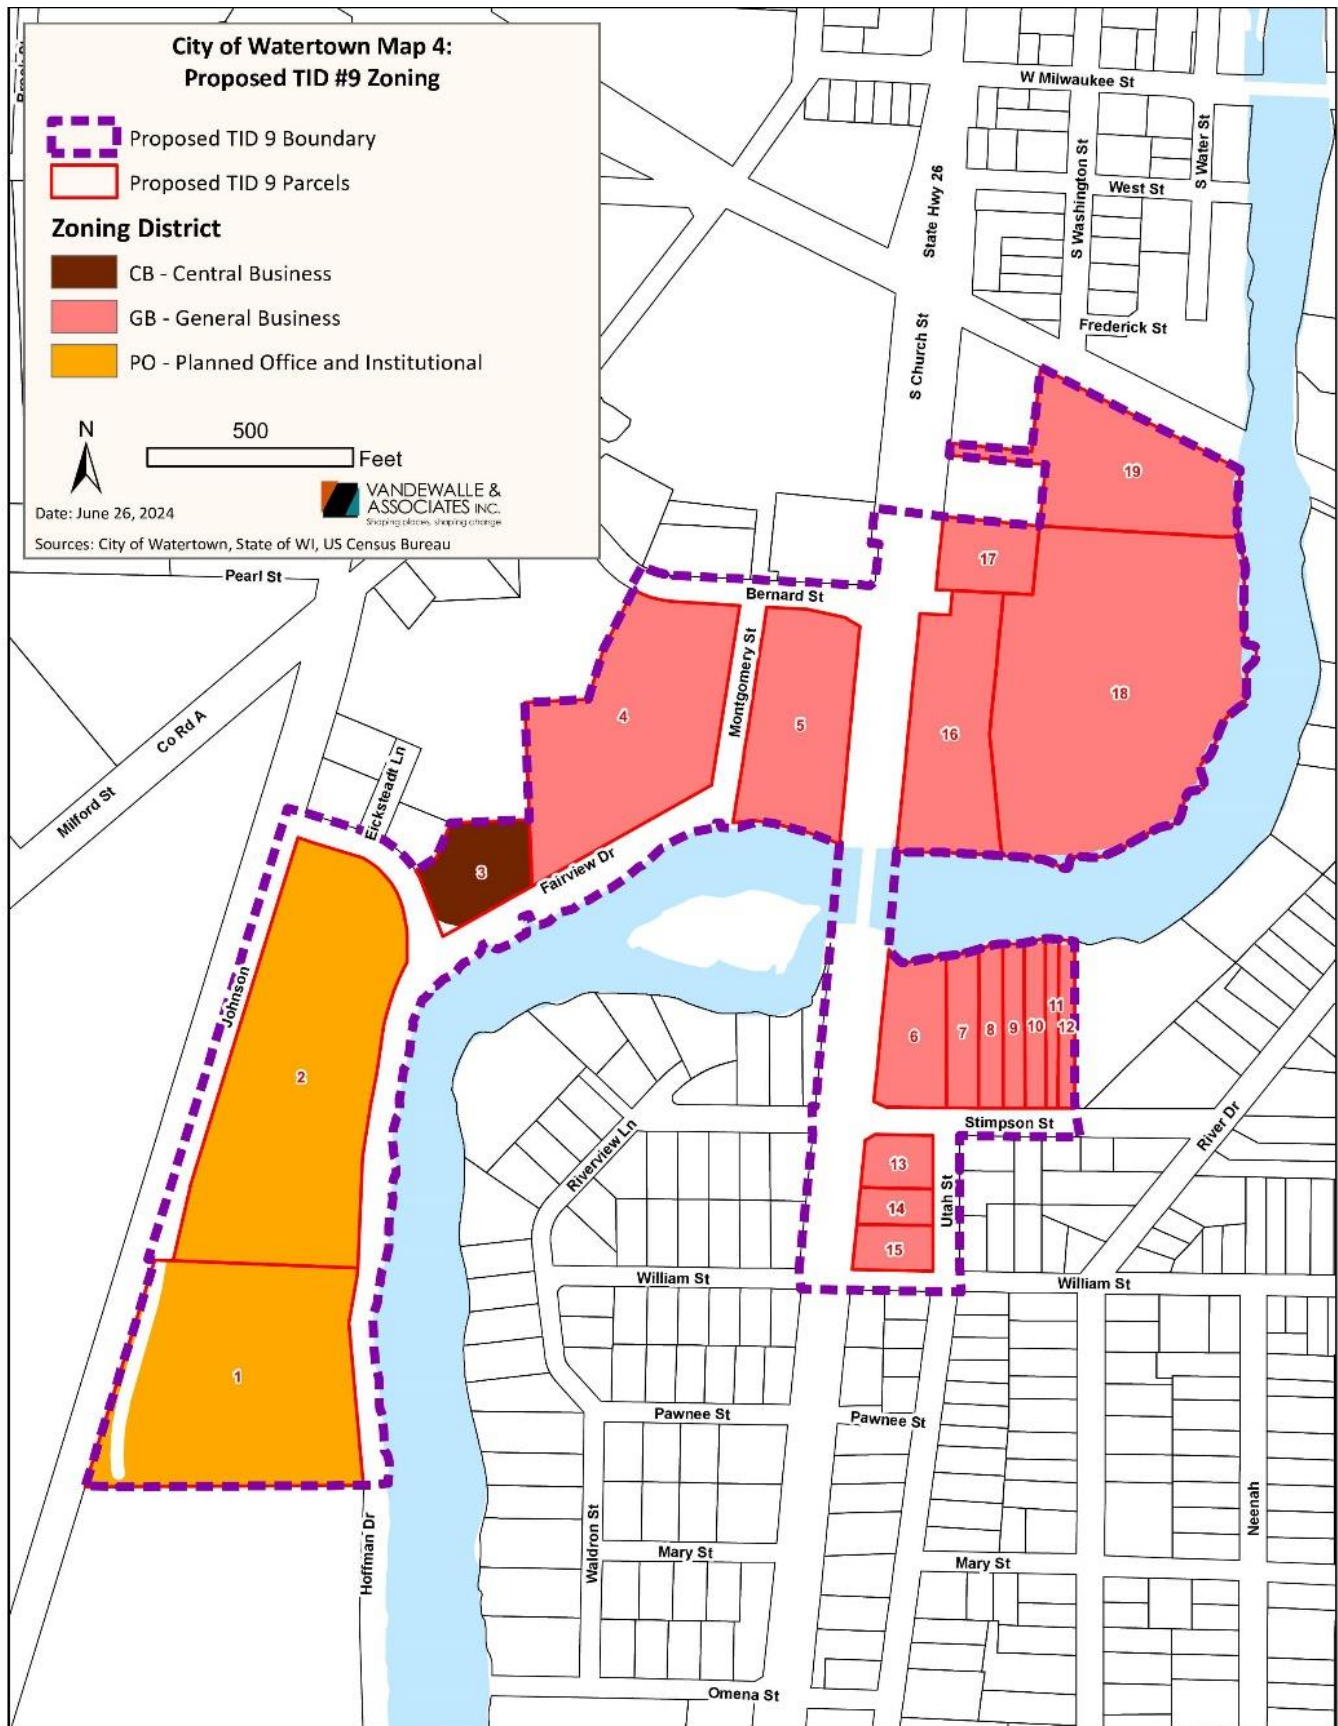 City of Watertown Map 4:
Proposed TID #9 Zoning
Proposed TID 9 Boundary
Proposed TID 9 Parcels
Zoning District
CB - Central Business
GB - General Business
PO - Planned Office and Institutional
N
500
Feet
VANDEWALLE &
ASSOCIATES INC.
Shaping places, shaping change
Date: June 26, 2024
Sources: City of Watertown, State of WI, US Census Bureau
W Milwaukee St
S Water St
S Washington St
West St
State Hwy 26
Frederick St
S Church St
19
17
Pearl St
Bernard St
Montgomery St
18
4
5
16
Co Rd A
Milford St
Eickstaedt Ln
3
Fairview Dr
Johnson
2
6
7
8
9
10
11
12
Stimpson St
River Dr
Riverview Ln
13
14
15
Utah St
William St
William St
1
Pawnee St
Pawnee St
Hoffman Dr
Waldron St
Neenah
Mary St
Mary St
Omena St